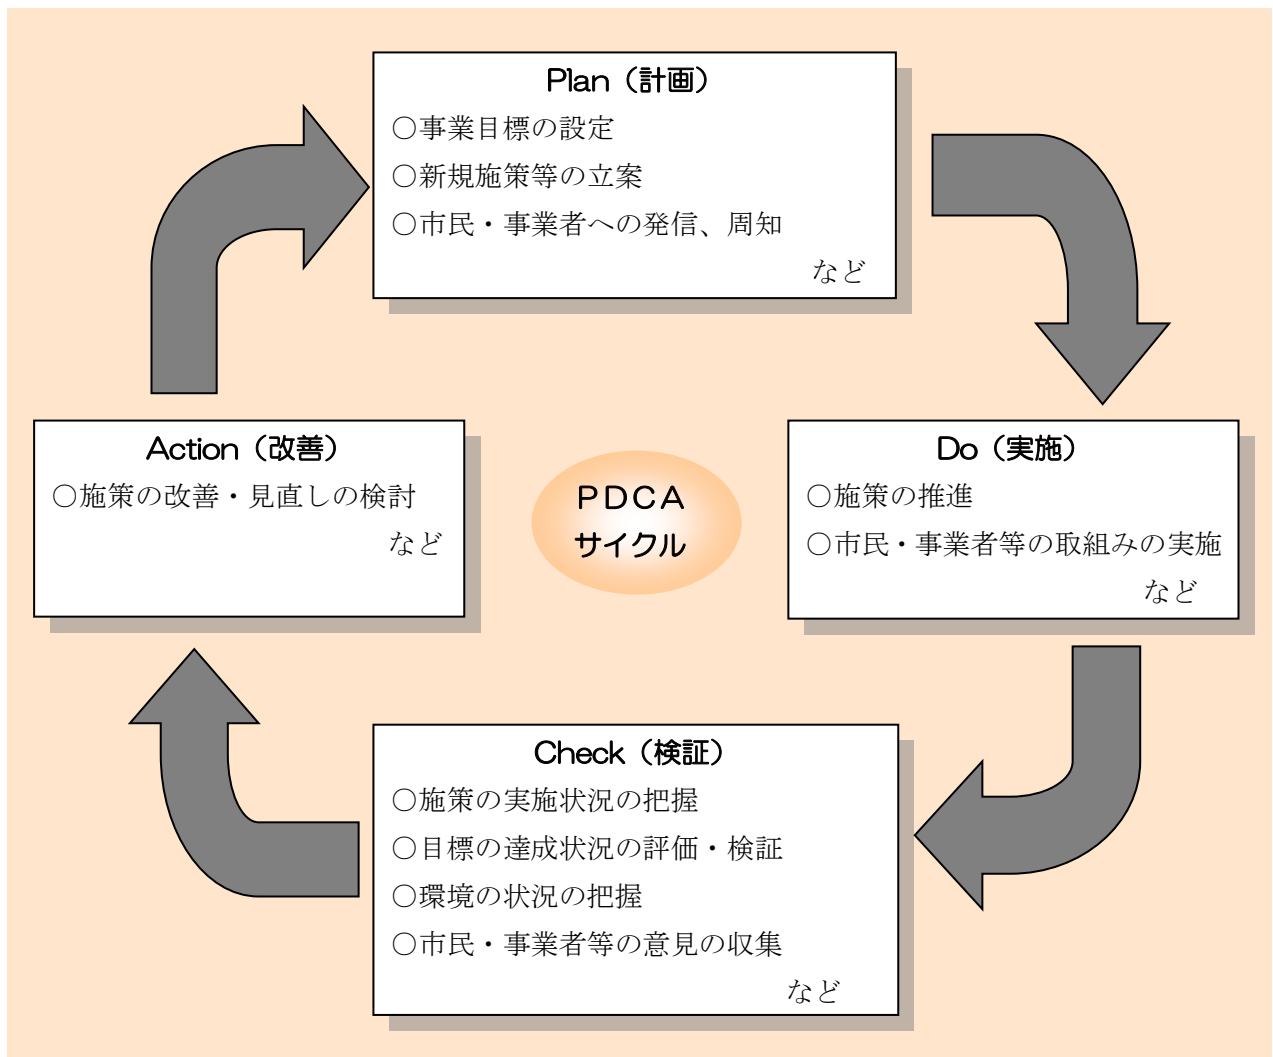 Plan（計画）
○事業目標の設定
○新規施策等の立案
○市民・事業者への発信、周知
など
Action（改善）
○施策の改善・見直しの検討
など
PDCA
サイクル
Do（実施）
○施策の推進
○市民・事業者等の取組みの実施
など
Check（検証）
○施策の実施状況の把握
○目標の達成状況の評価・検証
○環境の状況の把握
○市民・事業者等の意見の収集
など